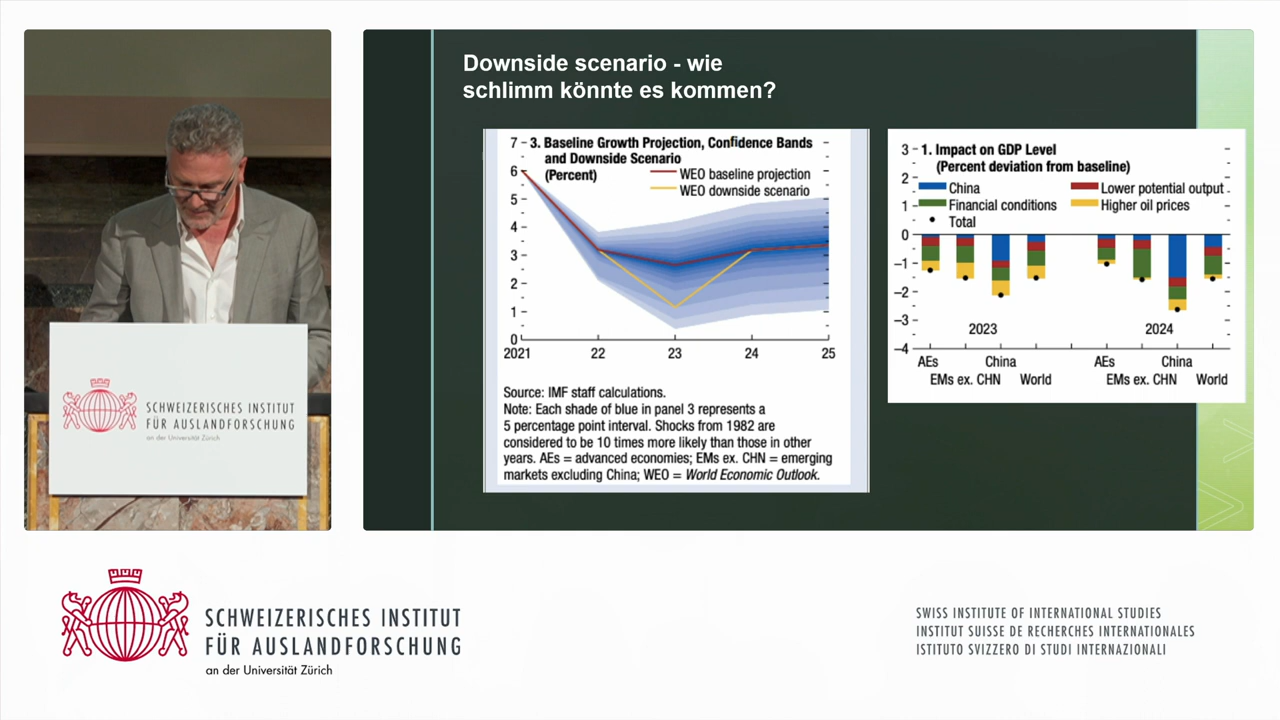 Downside scenario - wie
schlimm könnte es kommen?
7
3. Baseline Growth Projection, Confidence Bands
and Downside Scenario
(Percent)
WEO baseline projection
WEO downside scenario
6
5
4
3
2
1
0
2021 22 23 24 25
Source: IMF staff calculations.
Note: Each shade of blue in panel 3 represents a
5 percentage point interval. Shocks from 1982 are
considered to be 10 times more likely than those in other
years. AEs = advanced economies; EMs ex. CHN = emerging
markets excluding China; WEO = World Economic Outlook.
3
1. Impact on GDP Level
(Percent deviation from baseline)
China
Lower potential output
Financial conditions
Higher oil prices
Total
2
1
0
–1
–2
–3
–4
2023 2024
AEs China AEs China
EMs ex. CHN World EMs ex. CHN World
SCHWEIZERISCHES INSTITUT
FÜR AUSLANDFORSCHUNG
an der Universität Zürich
SCHWEIZERISCHES INSTITUT
FÜR AUSLANDFORSCHUNG
an der Universität Zürich
SWISS INSTITUTE OF INTERNATIONAL STUDIES
INSTITUT SUISSE DE RECHERCHES INTERNATIONALES
ISTITUTO SVIZZERO DI STUDI INTERNAZIONALI